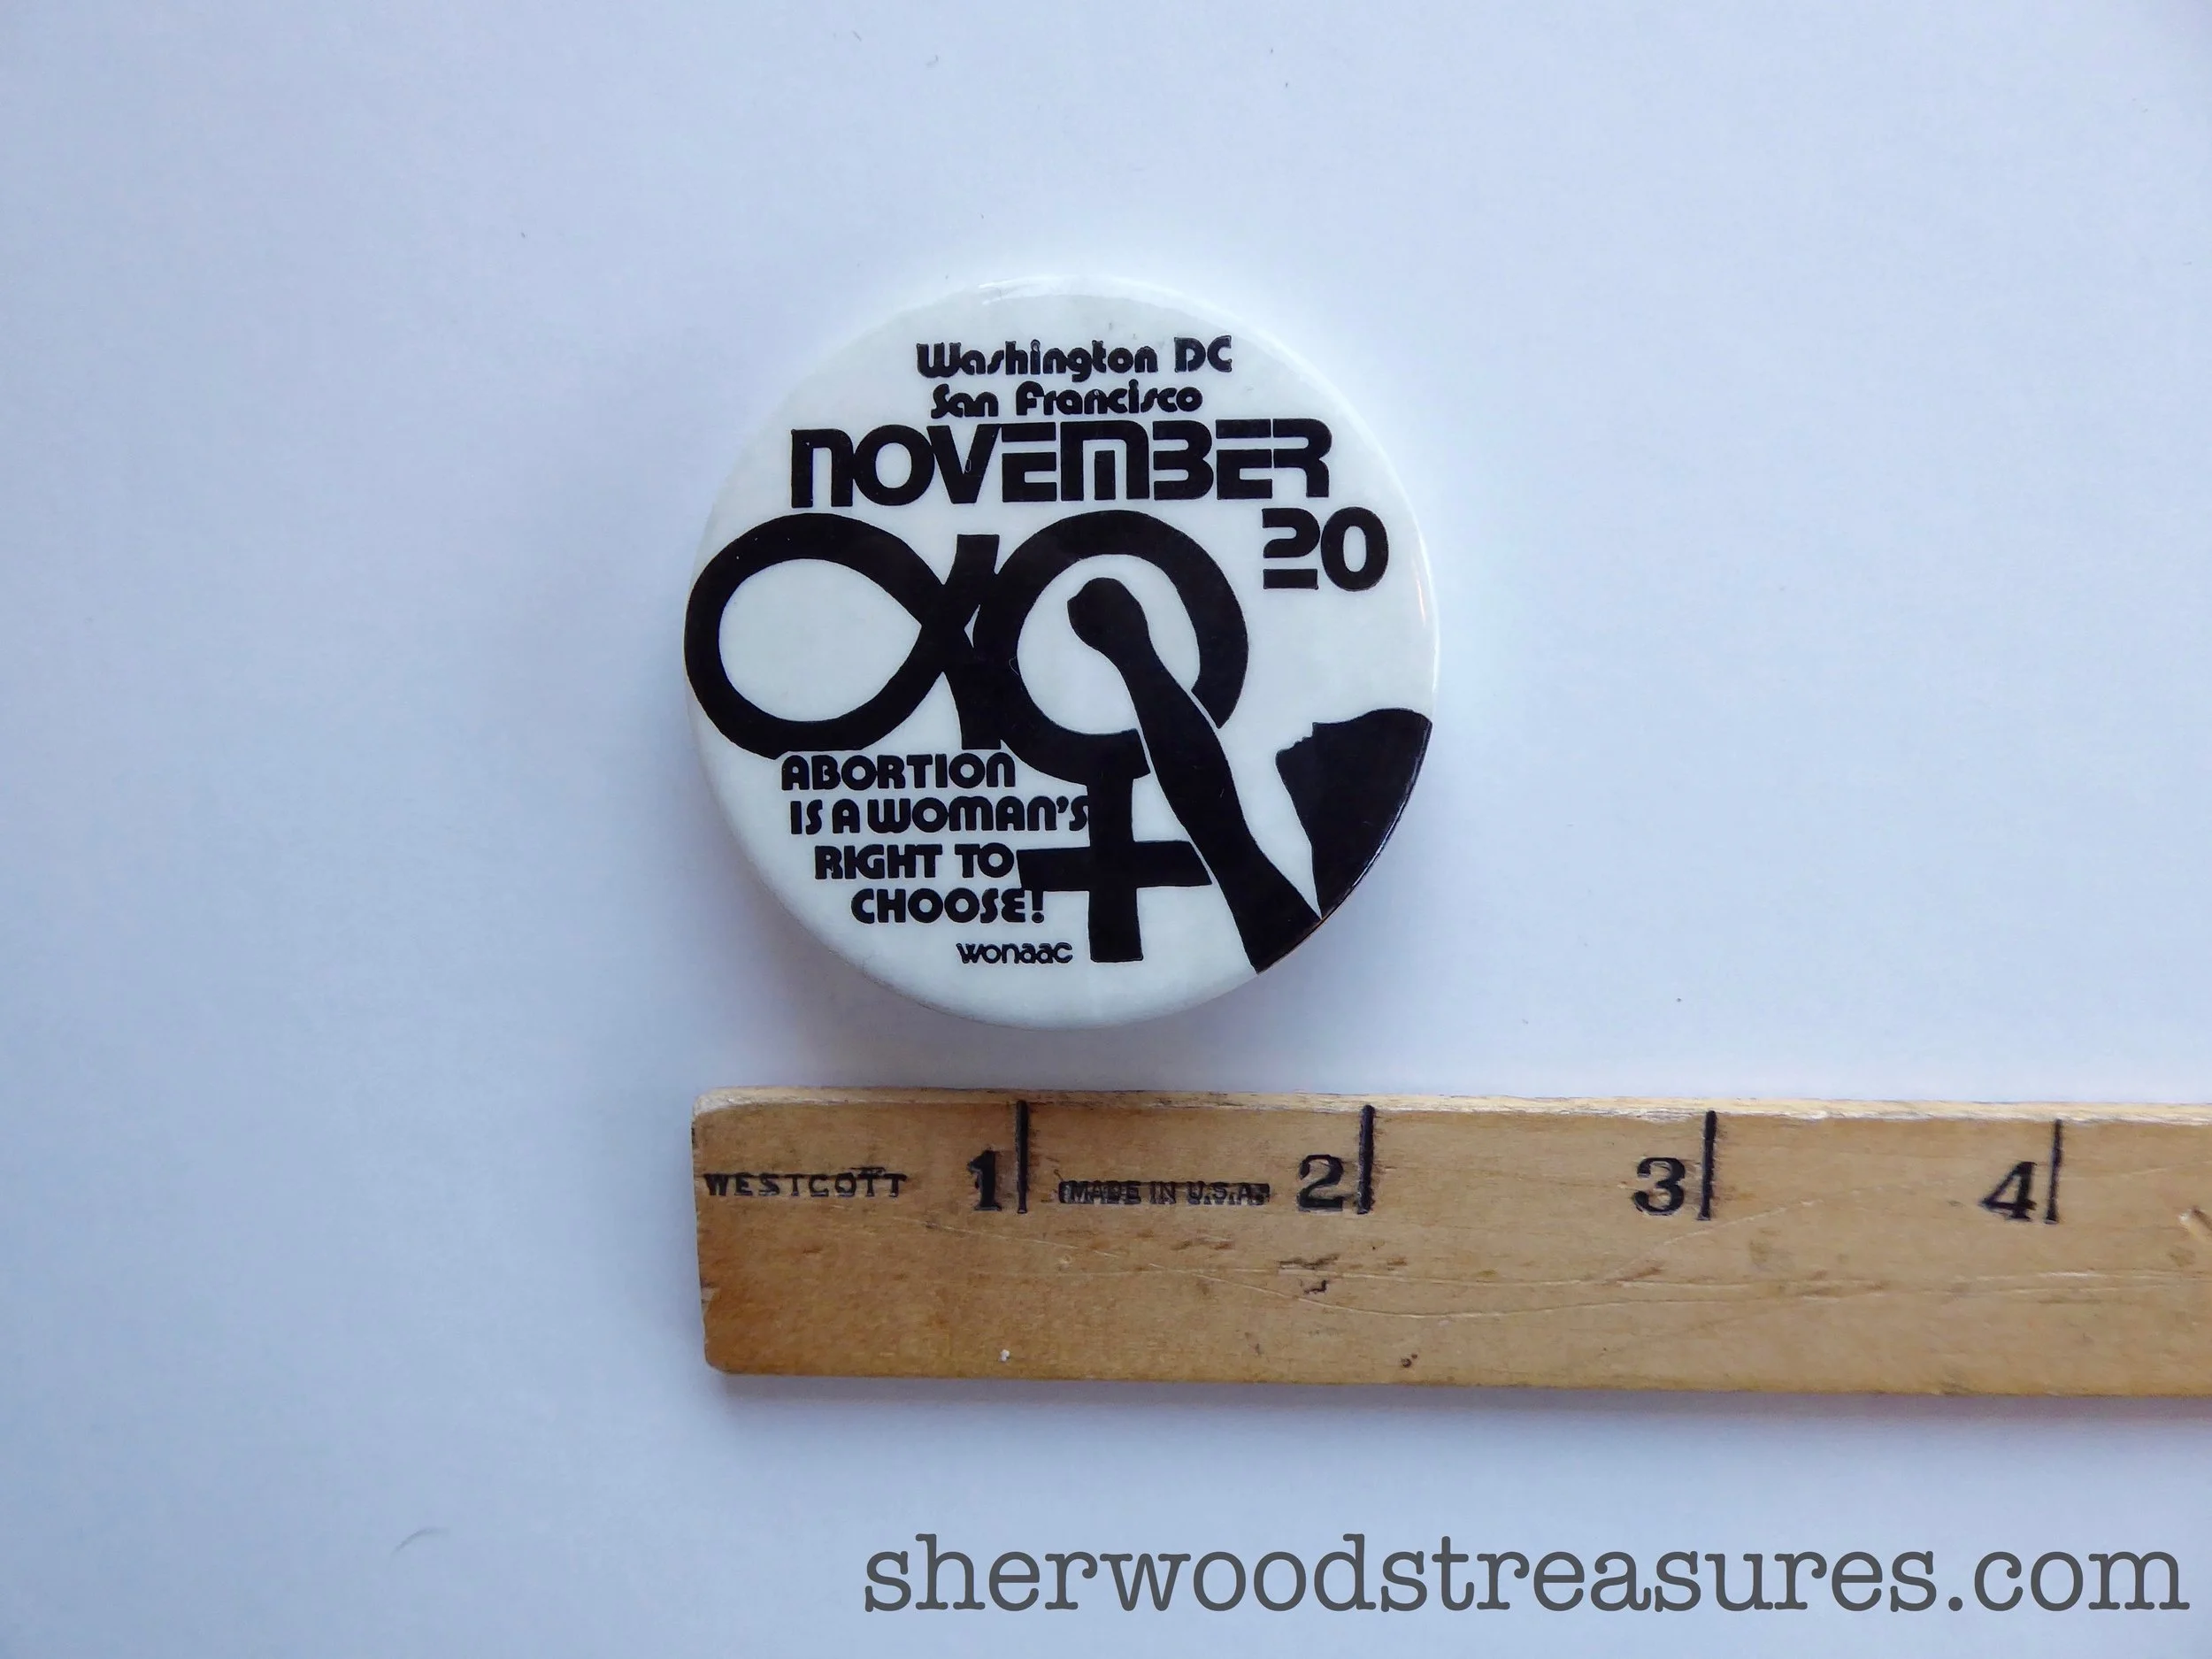 Washington DC
San Francisco
NOVEMBER
20
ABORTION
IS A WOMAN'S
RIGHT TO
CHOOSE!
wonaac
WESTCOTT 1 MADE IN U.S.A. 2 3 4
sherwoodstreasures.com